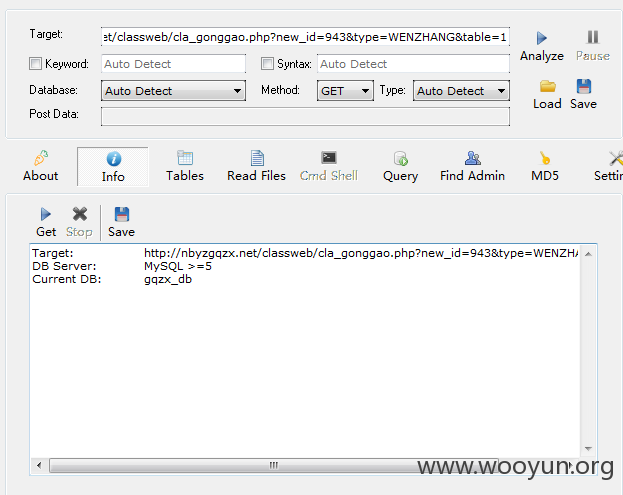 Target: et/classweb/cla_gonggao.php?new_id=943&type=WENZHANG&table=1
Analyze Pause
Keyword: Auto Detect Syntax: Auto Detect
Database: Auto Detect Method: GET Type: Auto Detect
Load Save
Post Data:
About Info Tables Read Files Cmd Shell Query Find Admin MD5 Settin
Get Stop Save
Target: http://nbyzgqzx.net/classweb/cla_gonggao.php?new_id=943&type=WENZHA
DB Server: MySQL >=5
Current DB: gqzx_db
www.wooyun.org